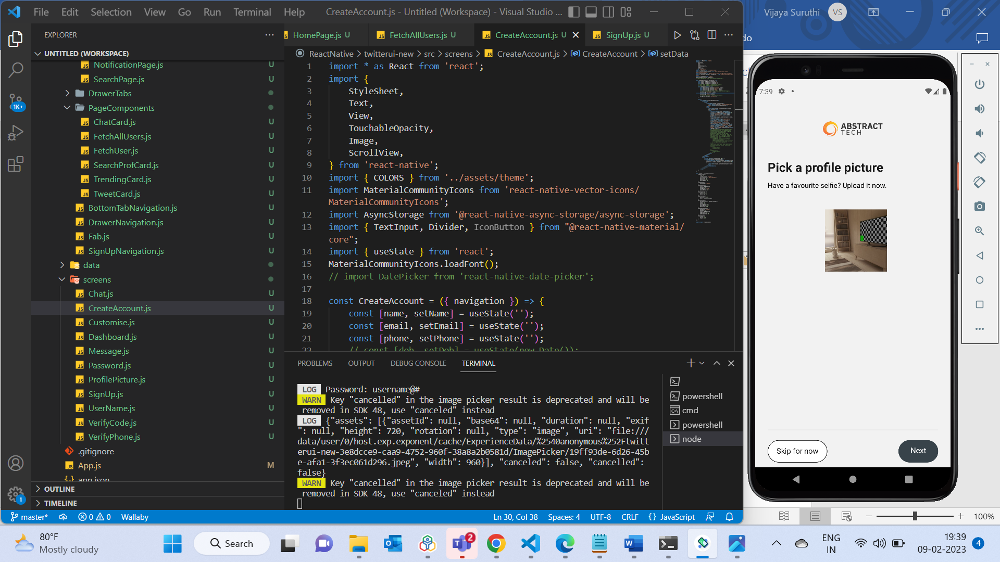 File Edit Selection View Go Run Terminal Help CreateAccount.js - Untitled (Workspace) - Visual Studio ...
Vijaya Suruthi VS
EXPLORER
HomePage.js U FetchAllUsers.js U CreateAccount.js U SignUp.js U
do
UNTITLED (WORKSPACE)
ReactNative > twitterui-new > src > screens > CreateAccount.js > CreateAccount > setData
NotificationPage.js U
SearchPage.js U
DrawerTabs
PageComponents
ChatCard.js U
FetchAllUsers.js U
FetchUser.js U
SearchProfCard.js U
TrendingCard.js U
TweetCard.js U
BottomTabNavigation.js U
DrawerNavigation.js U
Fab.js U
SignUpNavigation.js U
data
screens
Chat.js U
CreateAccount.js U
Customise.js U
Dashboard.js U
Message.js U
Password.js U
ProfilePicture.js U
SignUp.js U
UserName.js U
VerifyCode.js U
VerifyPhone.js U
.gitignore
App.js M
app.json
OUTLINE
TIMELINE
1K+
1
1 import * as React from 'react';
2 import {
3 StyleSheet,
4 Text,
5 View,
6 TouchableOpacity,
7 Image,
8 ScrollView,
9 } from 'react-native';
10 import { COLORS } from '../assets/theme';
11 import MaterialCommunityIcons from 'react-native-vector-icons/
MaterialCommunityIcons';
12 import AsyncStorage from '@react-native-async-storage/async-storage';
13 import { TextInput, Divider, IconButton } from "@react-native-material/
core";
14 import { useState } from 'react';
15 MaterialCommunityIcons.loadFont();
16 // import DatePicker from 'react-native-date-picker';
17
18 const CreateAccount = ({ navigation }) => {
19 const [name, setName] = useState('');
20 const [email, setEmail] = useState('');
21 const [phone, setPhone] = useState('');
22 // const [dob, setDob] = useState(new Date());
PROBLEMS OUTPUT DEBUG CONSOLE TERMINAL
LOG Password: username@#
WARN Key "cancelled" in the image picker result is deprecated and will be
removed in SDK 48, use "canceled" instead
LOG {"assets": [{"assetId": null, "base64": null, "duration": null, "exif
": null, "height": 720, "rotation": null, "type": "image", "uri": "file:///
data/user/0/host.exp.exponent/cache/ExperienceData/%2540anonymous%252Ftwitt
erui-new-3e8dcce9-caa9-4752-960f-38a8a2b0581d/ImagePicker/19ff93de-6d26-45b
e-afa1-3f3ec061d296.jpeg", "width": 960}], "canceled": false, "cancelled":
false}
WARN Key "cancelled" in the image picker result is deprecated and will be
removed in SDK 48, use "canceled" instead
powershell
cmd
powershell
node
master* 0 0 Wallaby Ln 30, Col 38 Spaces: 4 UTF-8 CRLF {} JavaScript
7:39
ABSTRACT
TECH
Pick a profile picture
Have a favourite selfie? Upload it now.
Skip for now Next
100%
80°F
Mostly cloudy
Search
2
ENG
IN
19:39
09-02-2023
4